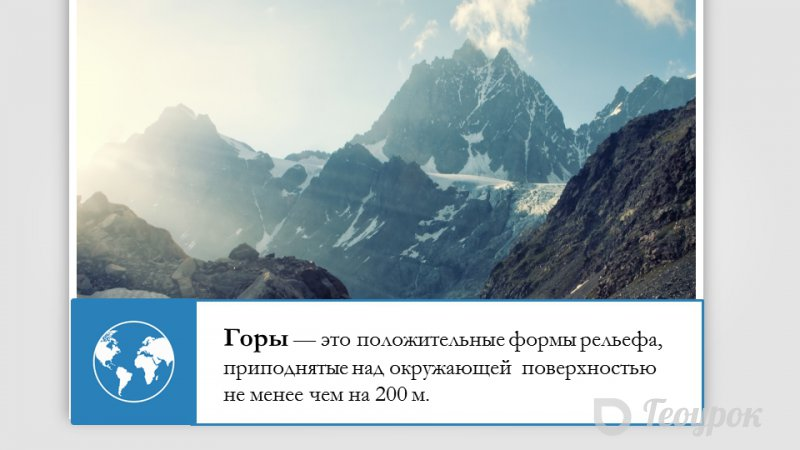 Горы — это положительные формы рельефа,
приподнятые над окружающей поверхностью
не менее чем на 200 м.
Геоурок